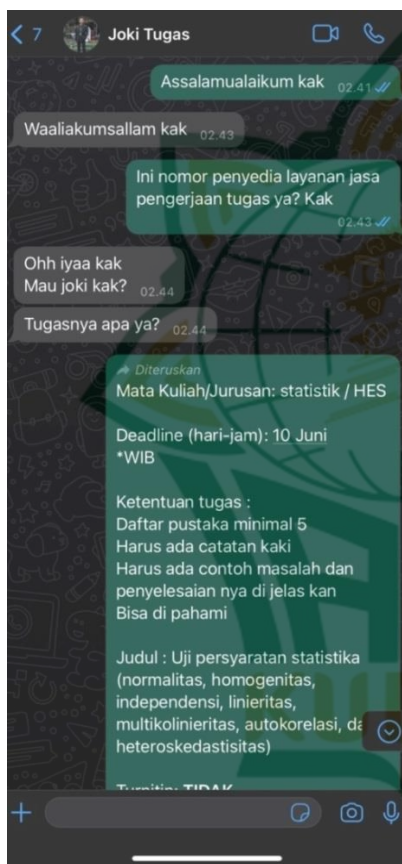 7 Joki Tugas
Assalamualaikum kak 02.41
Waaliakumsallam kak 02.43
Ini nomor penyedia layanan jasa
pengerjaan tugas ya? Kak
02.43
Ohh iyaa kak
Mau joki kak? 02.44
Tugasnya apa ya? 02.44
Diteruskan
Mata Kuliah/Jurusan: statistik / HES
Deadline (hari-jam): 10 Juni
*WIB
Ketentuan tugas :
Daftar pustaka minimal 5
Harus ada catatan kaki
Harus ada contoh masalah dan
penyelesaian nya di jelas kan
Bisa di pahami
Judul : Uji persyaratan statistika
(normalitas, homogenitas,
independensi, linieritas,
multikolinieritas, autokorelasi, da
heteroskedastisitas)
Turnitin: TIDAK